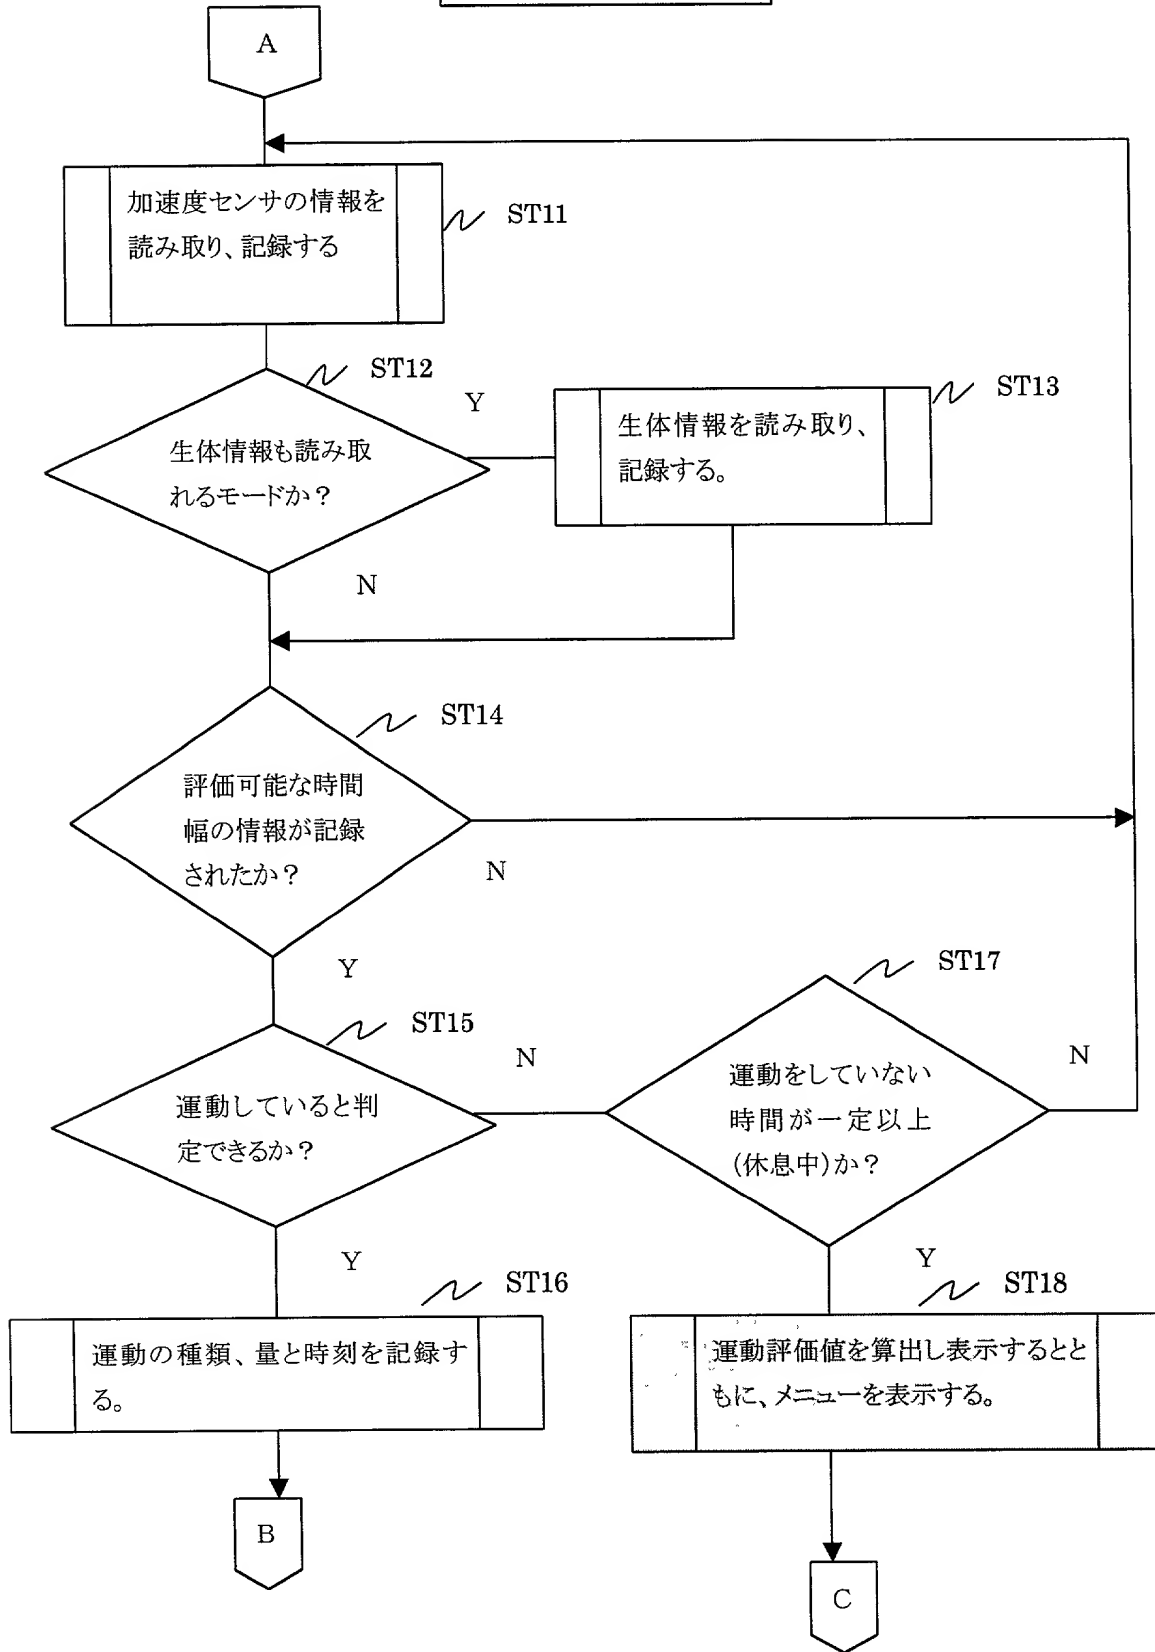 A
加速度センサの情報を
読み取り、記録する
ST11
ST12
Y
生体情報も読み取
れるモードか？
N
ST13
生体情報を読み取り、
記録する。
ST14
評価可能な時間
幅の情報が記録
されたか？
N
Y
ST15
運動していると判
定できるか？
N
Y
ST17
運動をしていない
時間が一定以上
(休息中)か？
N
Y
ST16
運動の種類、量と時刻を記録す
る。
ST18
運動評価値を算出し表示するとと
もに、メニューを表示する。
B
C